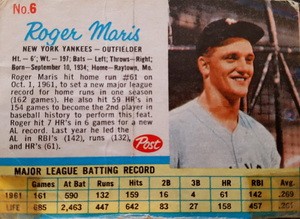 No.6
Roger Maris
NEW YORK YANKEES - OUTFIELDER
Ht. - 6'; Wt. - 197; Bats - Left; Throws - Right;
Born - September 10, 1934; Home - Raytown, Mo.
Roger Maris hit home run #61 on
Oct. 1, 1961, to set a new major league
record for home runs in one season
(162 games). He also hit 59 HR's in
154 games to become the 2nd player in
baseball history to perform this feat.
Roger hit 7 HR's in 6 games for a new
AL record. Last year he led the
AL in RBI's (142), runs (132),
and HR's (61).
Post
MAJOR LEAGUE BATTING RECORD
Games At Bat Runs Hits 2B 3B HR RBI Avg.
1961 161 590 132 159 16 4 61 142 .269
LIFE 685 2,463 447 642 83 27 158 457 .261